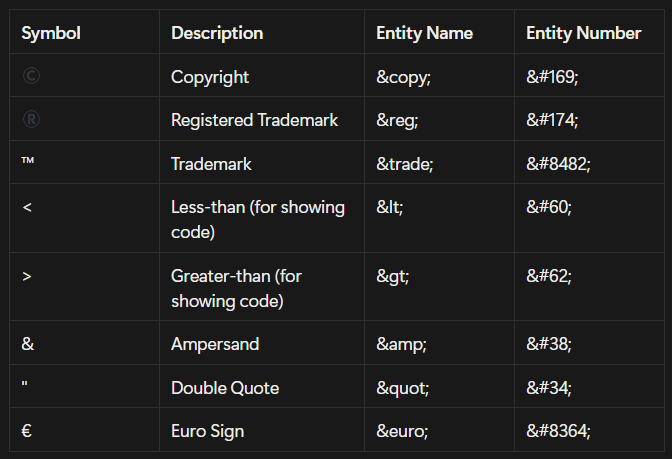 Symbol Description Entity Name Entity Number
© Copyright &copy; &#169;
® Registered Trademark &reg; &#174;
™ Trademark &trade; &#8482;
< Less-than (for showing &lt; &#60;
code)
> Greater-than (for &gt; &#62;
showing code)
& Ampersand &amp; &#38;
" Double Quote &quot; &#34;
€ Euro Sign &euro; &#8364;